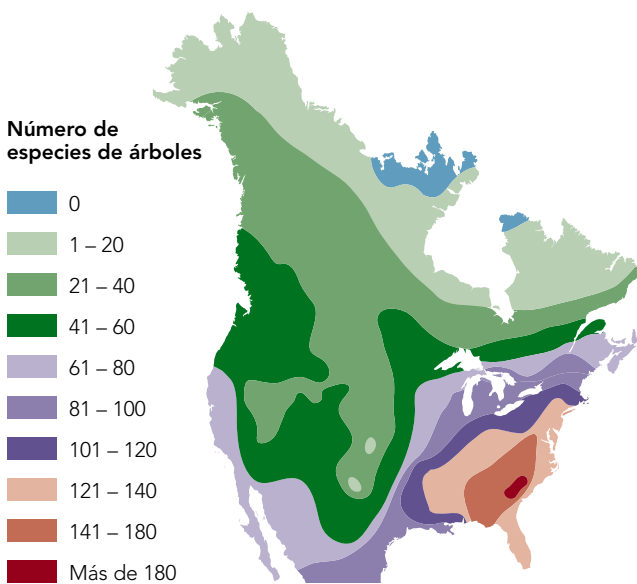 Número de
especies de árboles
0
1 – 20
21 – 40
41 – 60
61 – 80
81 – 100
101 – 120
121 – 140
141 – 180
Más de 180